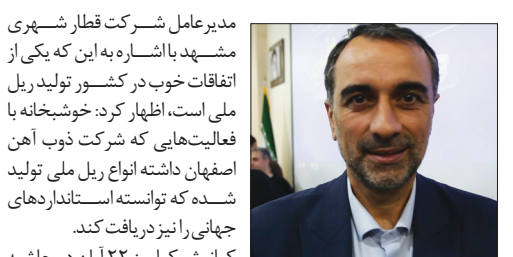 مدیرعامل شرکت قطار شهری
مشهد با اشاره به این که یکی از
اتفاقات خوب در کشور تولید ریل
ملی است، اظهار کرد: خوشبخانه با
فعالیت‌هایی که شرکت ذوب آهن
اصفهان داشته انواع ریل ملی تولید
شده که توانسته استانداردهای
جهانی را نیز دریافت کند.